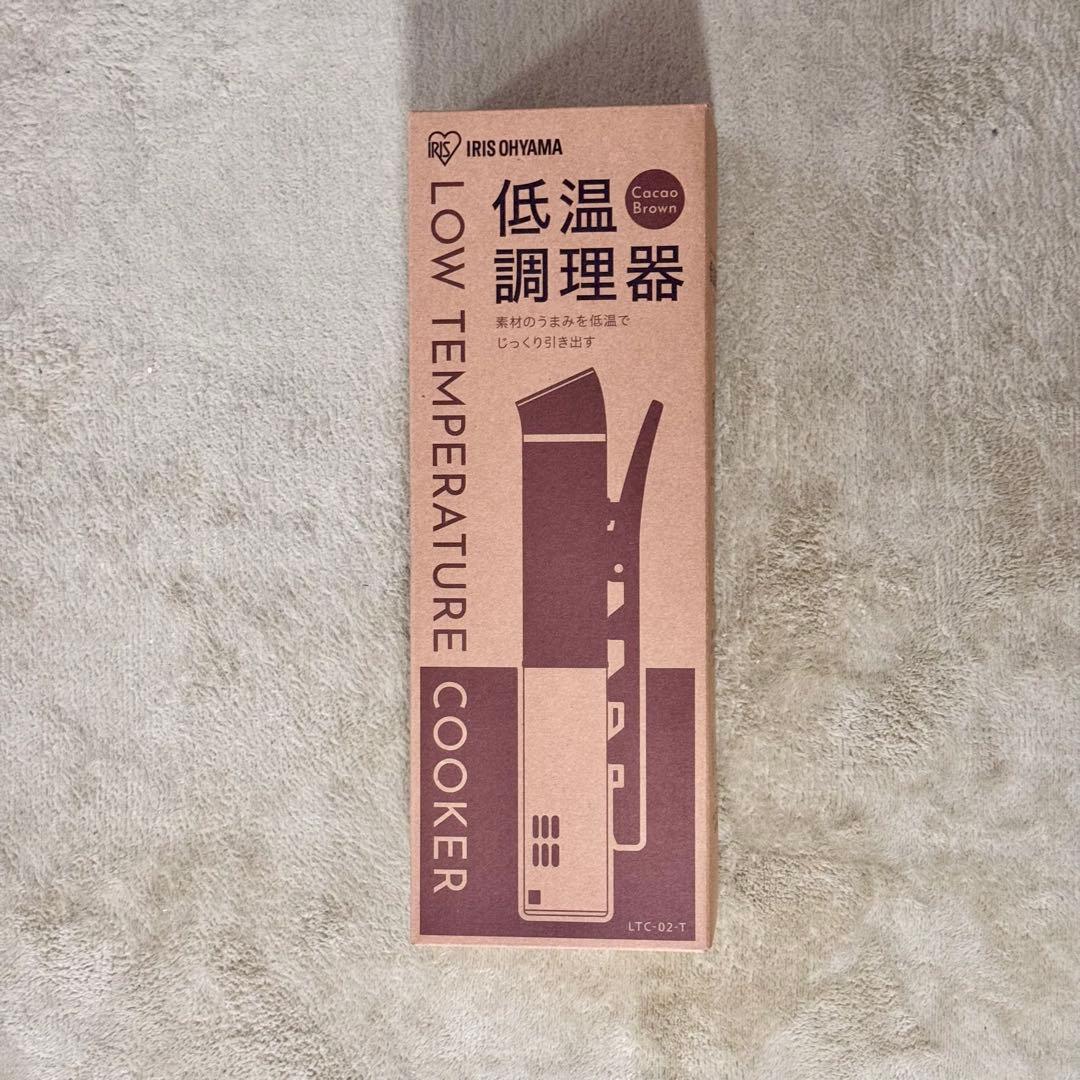 IRIS
IRIS OHYAMA
低温
調理器
Cacao
Brown
素材のうまみを低温で
じっくり引き出す
LOW TEMPERATURE COOKER
LTC-02-T